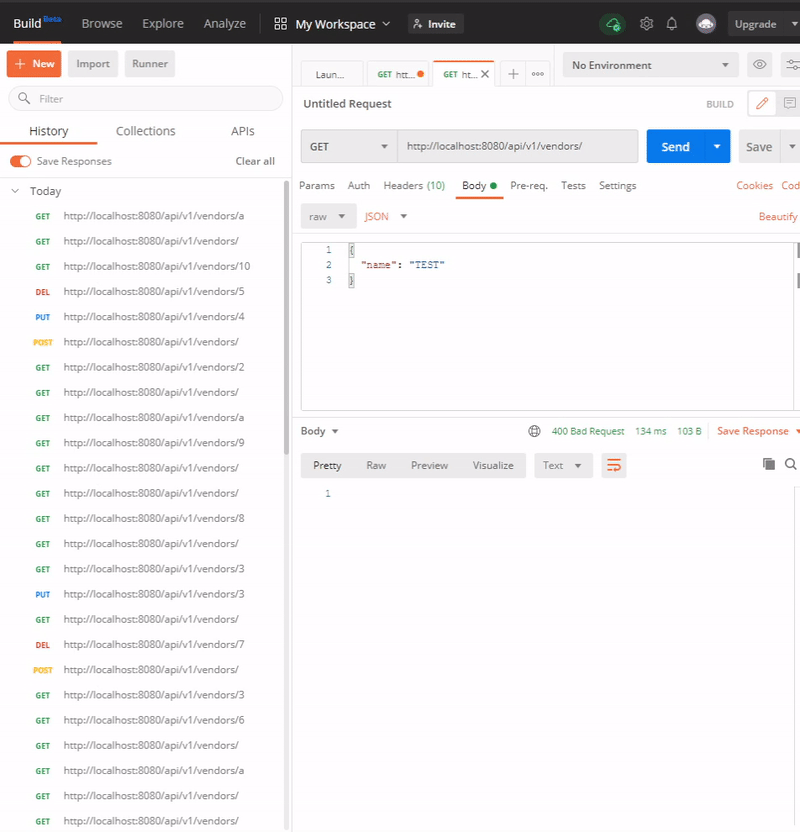 Build Beta Browse Explore Analyze My Workspace Invite Upgrade
New Import Runner
Filter
History Collections APIs
Save Responses Clear all
Today
GET http://localhost:8080/api/v1/vendors/a
GET http://localhost:8080/api/v1/vendors/
GET http://localhost:8080/api/v1/vendors/10
DEL http://localhost:8080/api/v1/vendors/5
PUT http://localhost:8080/api/v1/vendors/4
POST http://localhost:8080/api/v1/vendors/
GET http://localhost:8080/api/v1/vendors/2
GET http://localhost:8080/api/v1/vendors/
GET http://localhost:8080/api/v1/vendors/a
GET http://localhost:8080/api/v1/vendors/9
GET http://localhost:8080/api/v1/vendors/
GET http://localhost:8080/api/v1/vendors/
GET http://localhost:8080/api/v1/vendors/8
GET http://localhost:8080/api/v1/vendors/
GET http://localhost:8080/api/v1/vendors/3
PUT http://localhost:8080/api/v1/vendors/3
GET http://localhost:8080/api/v1/vendors/
DEL http://localhost:8080/api/v1/vendors/7
POST http://localhost:8080/api/v1/vendors/
GET http://localhost:8080/api/v1/vendors/3
GET http://localhost:8080/api/v1/vendors/6
GET http://localhost:8080/api/v1/vendors/
GET http://localhost:8080/api/v1/vendors/a
GET http://localhost:8080/api/v1/vendors/
GET http://localhost:8080/api/v1/vendors/
Laun... GET htt... GET ht... No Environment
Untitled Request BUILD
GET http://localhost:8080/api/v1/vendors/ Send Save
Params Auth Headers (10) Body Pre-req. Tests Settings Cookies Cod
raw JSON Beautify
1 {
2 "name": "TEST"
3 }
Body 400 Bad Request 134 ms 103 B Save Response
Pretty Raw Preview Visualize Text
1